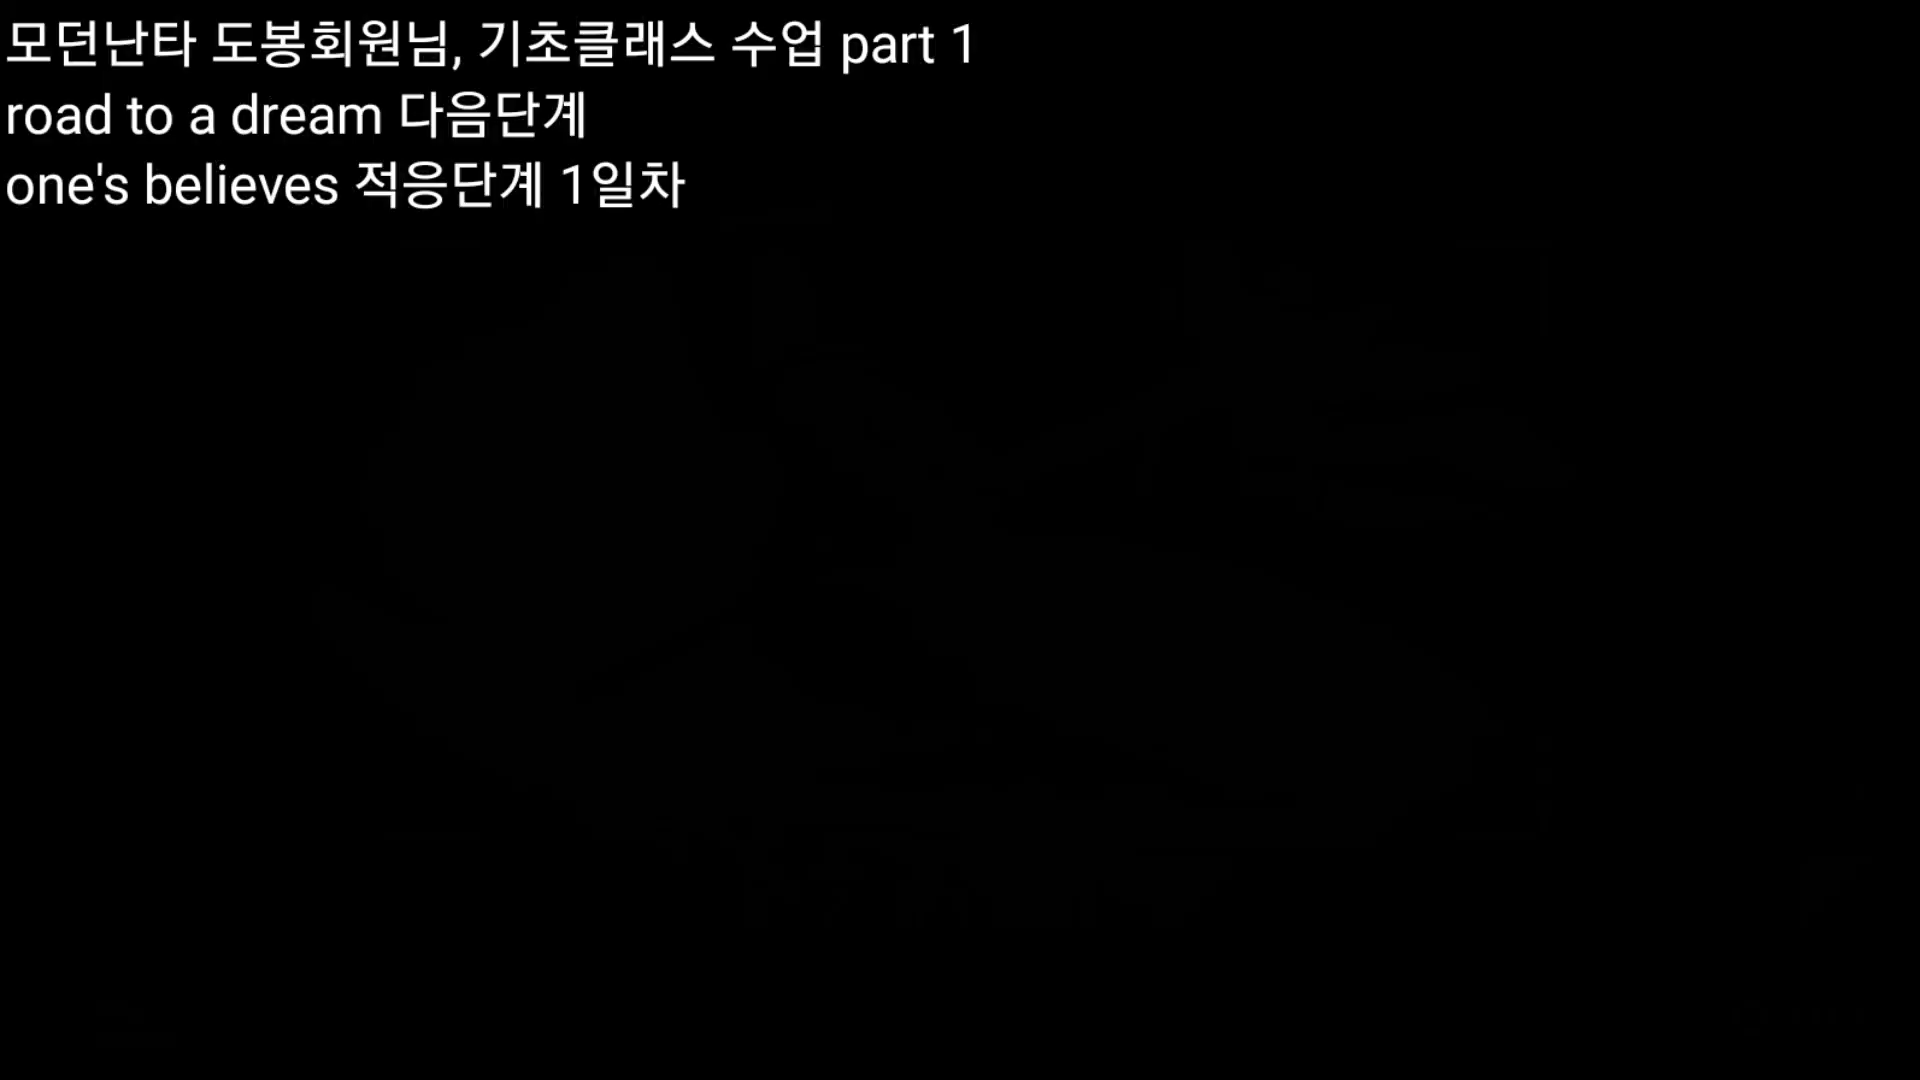 모던난타 도봉회원님, 기초클래스 수업 part 1
road to a dream 다음단계
one's believes 적응단계 1일차